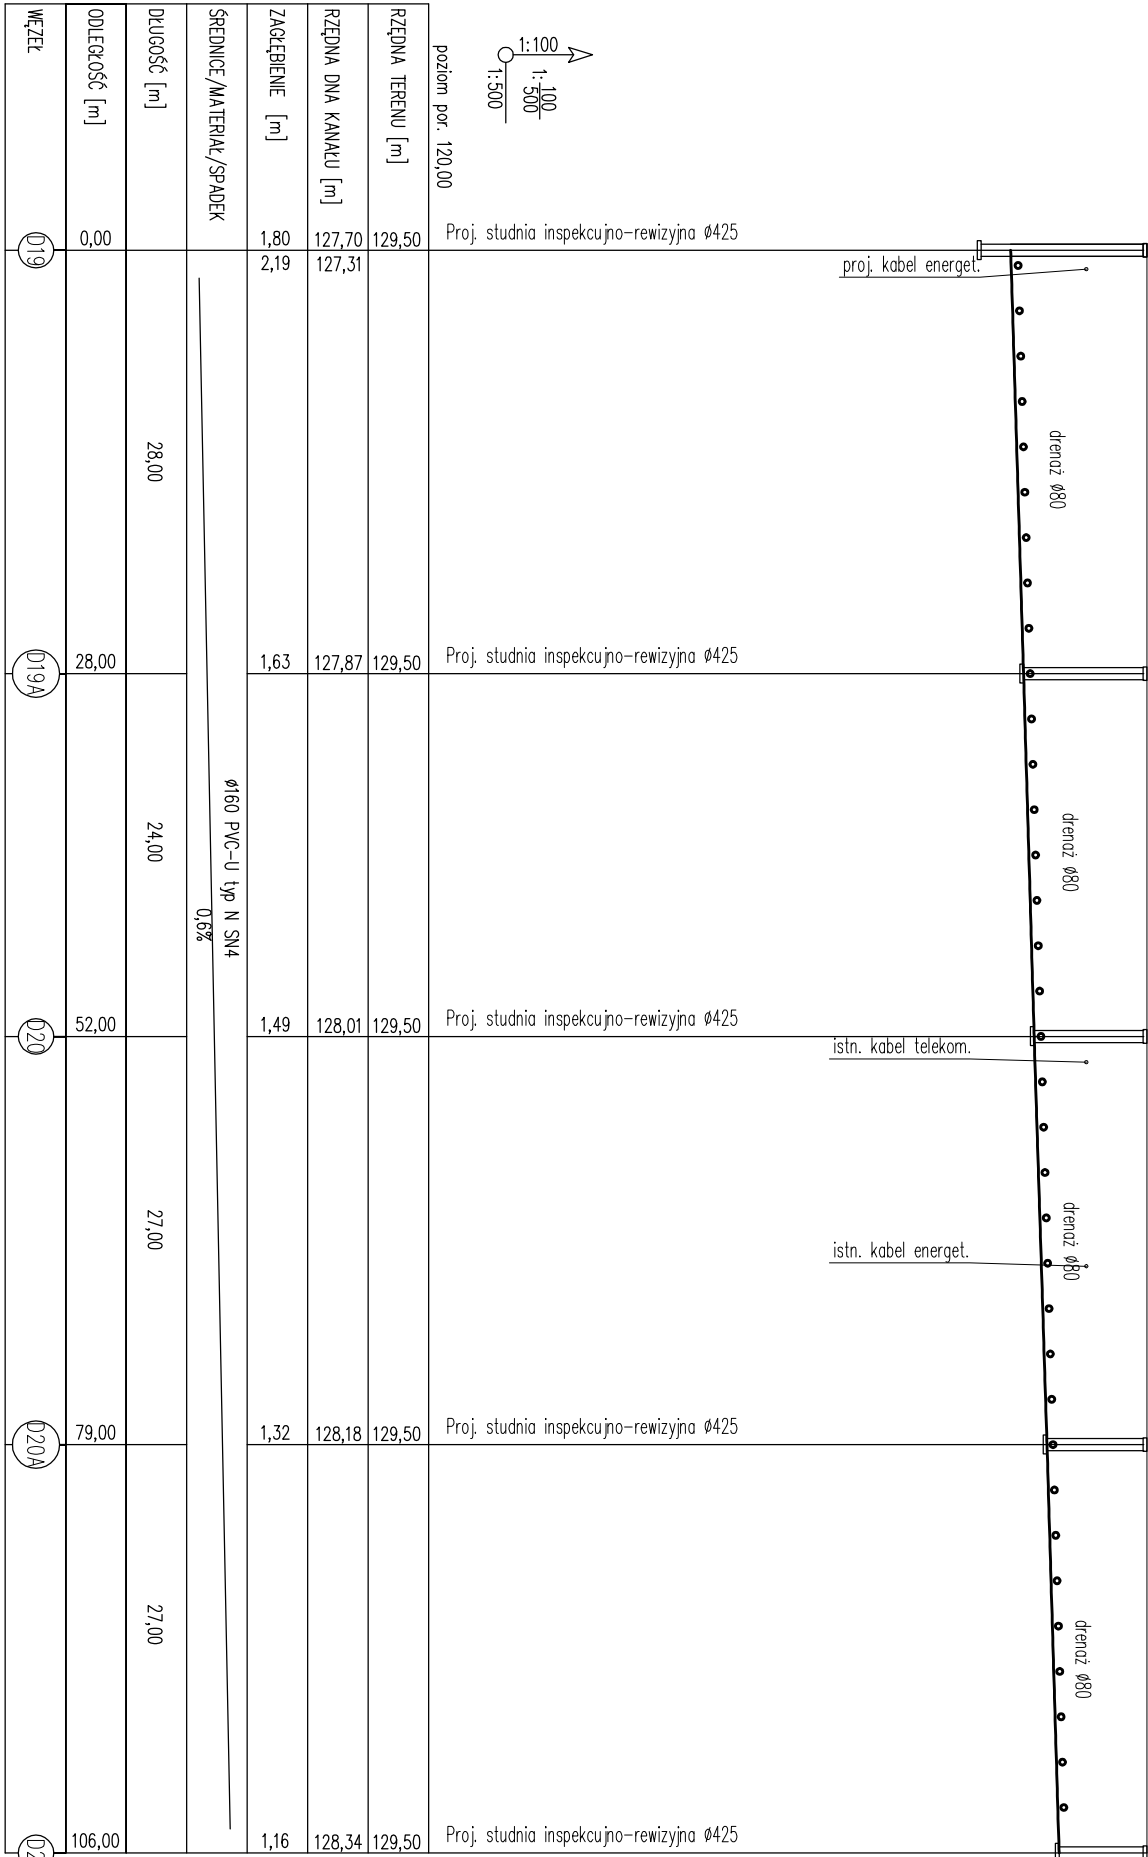 1:100
1:100
500
1:500
poziom por. 120,00
RZĘDNA TERENU [m]
129,50
129,50
129,50
129,50
129,50
RZĘDNA DNA KANAŁU [m]
127,70
127,31
127,87
128,01
128,18
128,34
ZAGŁĘBIENIE [m]
1,80
2,19
1,63
1,49
1,32
1,16
ŚREDNICE/MATERIAŁ/SPADEK
Ø160 PVC-U typ N SN4
0,6%
DŁUGOŚĆ [m]
28,00
24,00
27,00
27,00
ODLEGŁOŚĆ [m]
0,00
28,00
52,00
79,00
106,00
WĘZEŁ
D19
D19A
D20
D20A
Proj. studnia inspekcujno-rewizyjna Ø425
Proj. studnia inspekcujno-rewizyjna Ø425
Proj. studnia inspekcujno-rewizyjna Ø425
Proj. studnia inspekcujno-rewizyjna Ø425
Proj. studnia inspekcujno-rewizyjna Ø425
proj. kabel energet.
istn. kabel telekom.
istn. kabel energet.
drenaż Ø80
drenaż Ø80
drenaż Ø80
drenaż Ø80